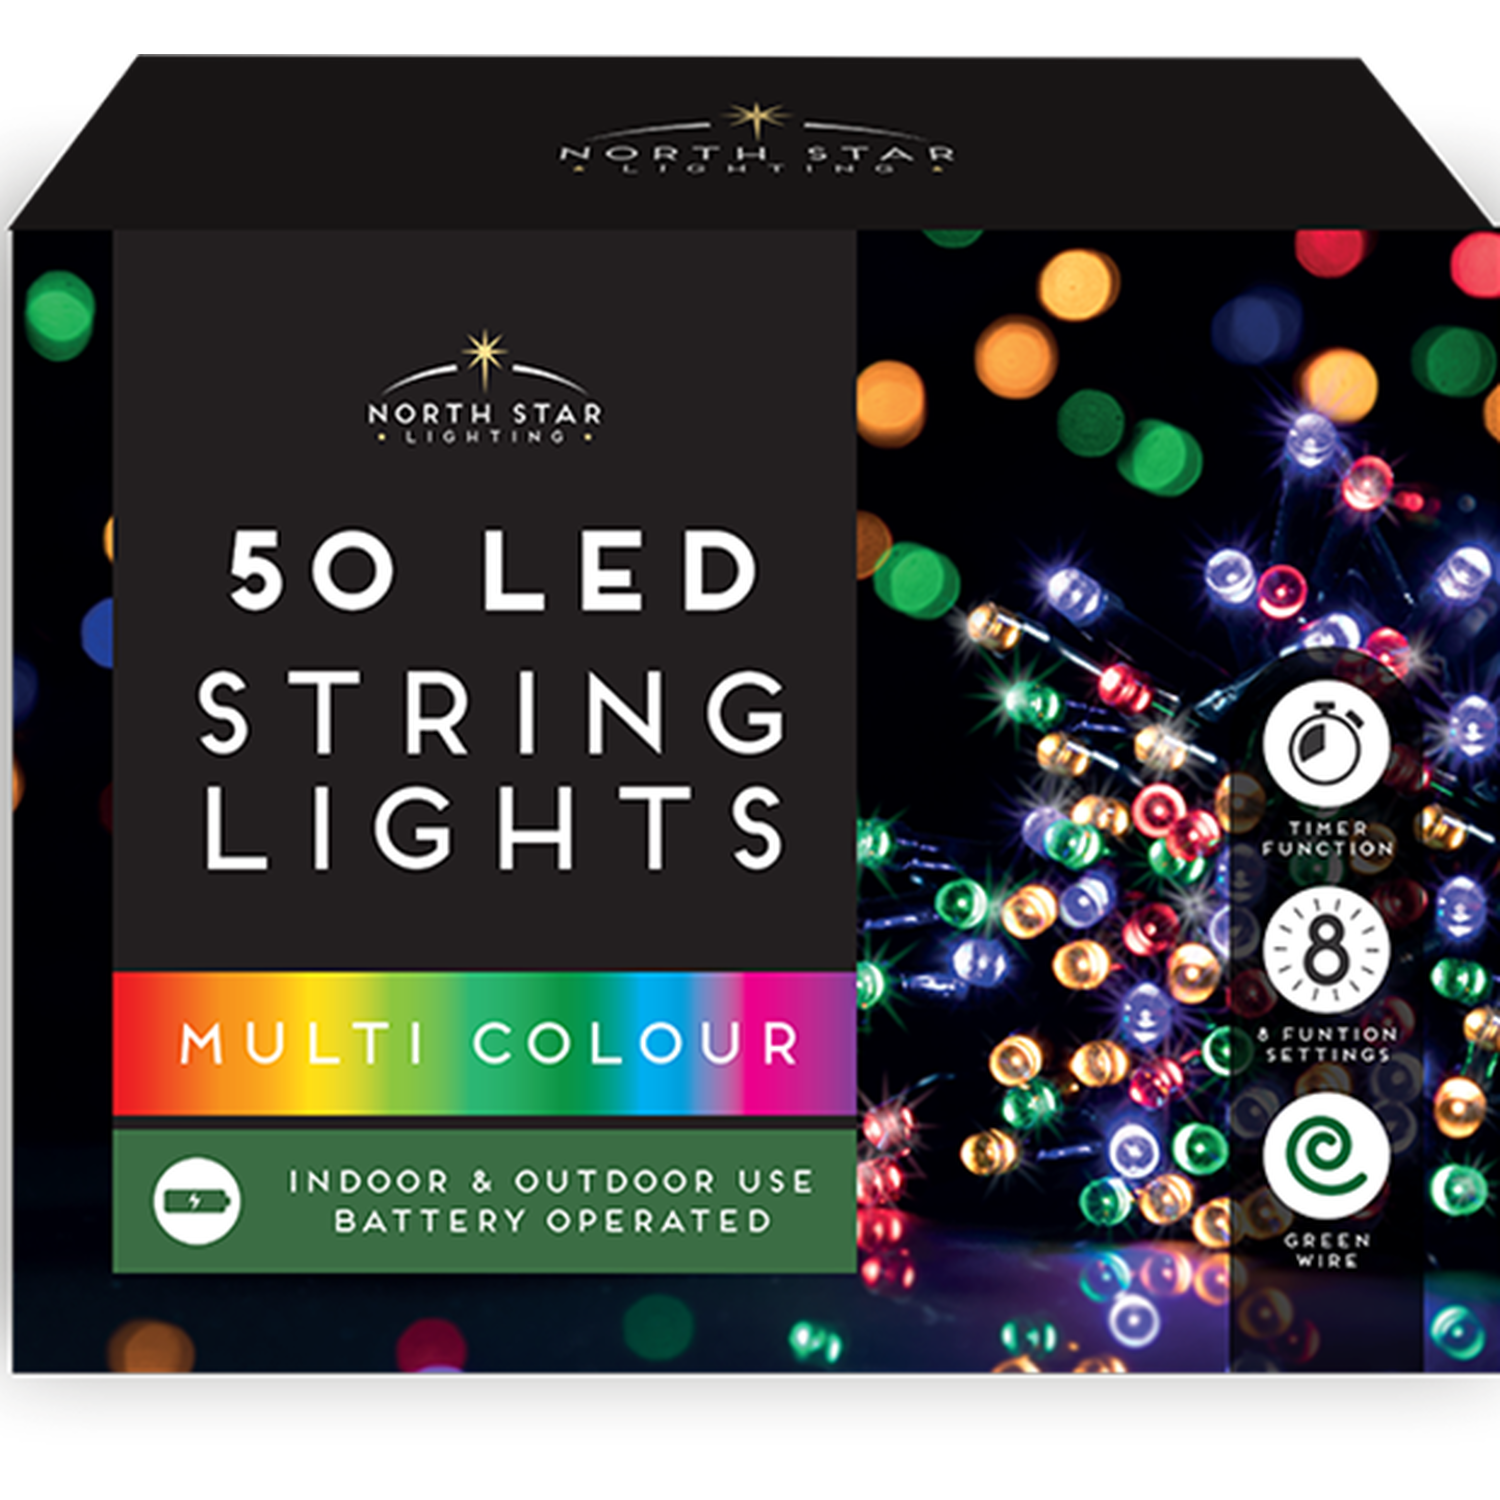 NORTH STAR
LIGHTING
NORTH STAR
LIGHTING
50 LED
STRING
LIGHTS
MULTI COLOUR
INDOOR & OUTDOOR USE
BATTERY OPERATED
TIMER
FUNCTION
8
8 FUNTION
SETTINGS
GREEN
WIRE